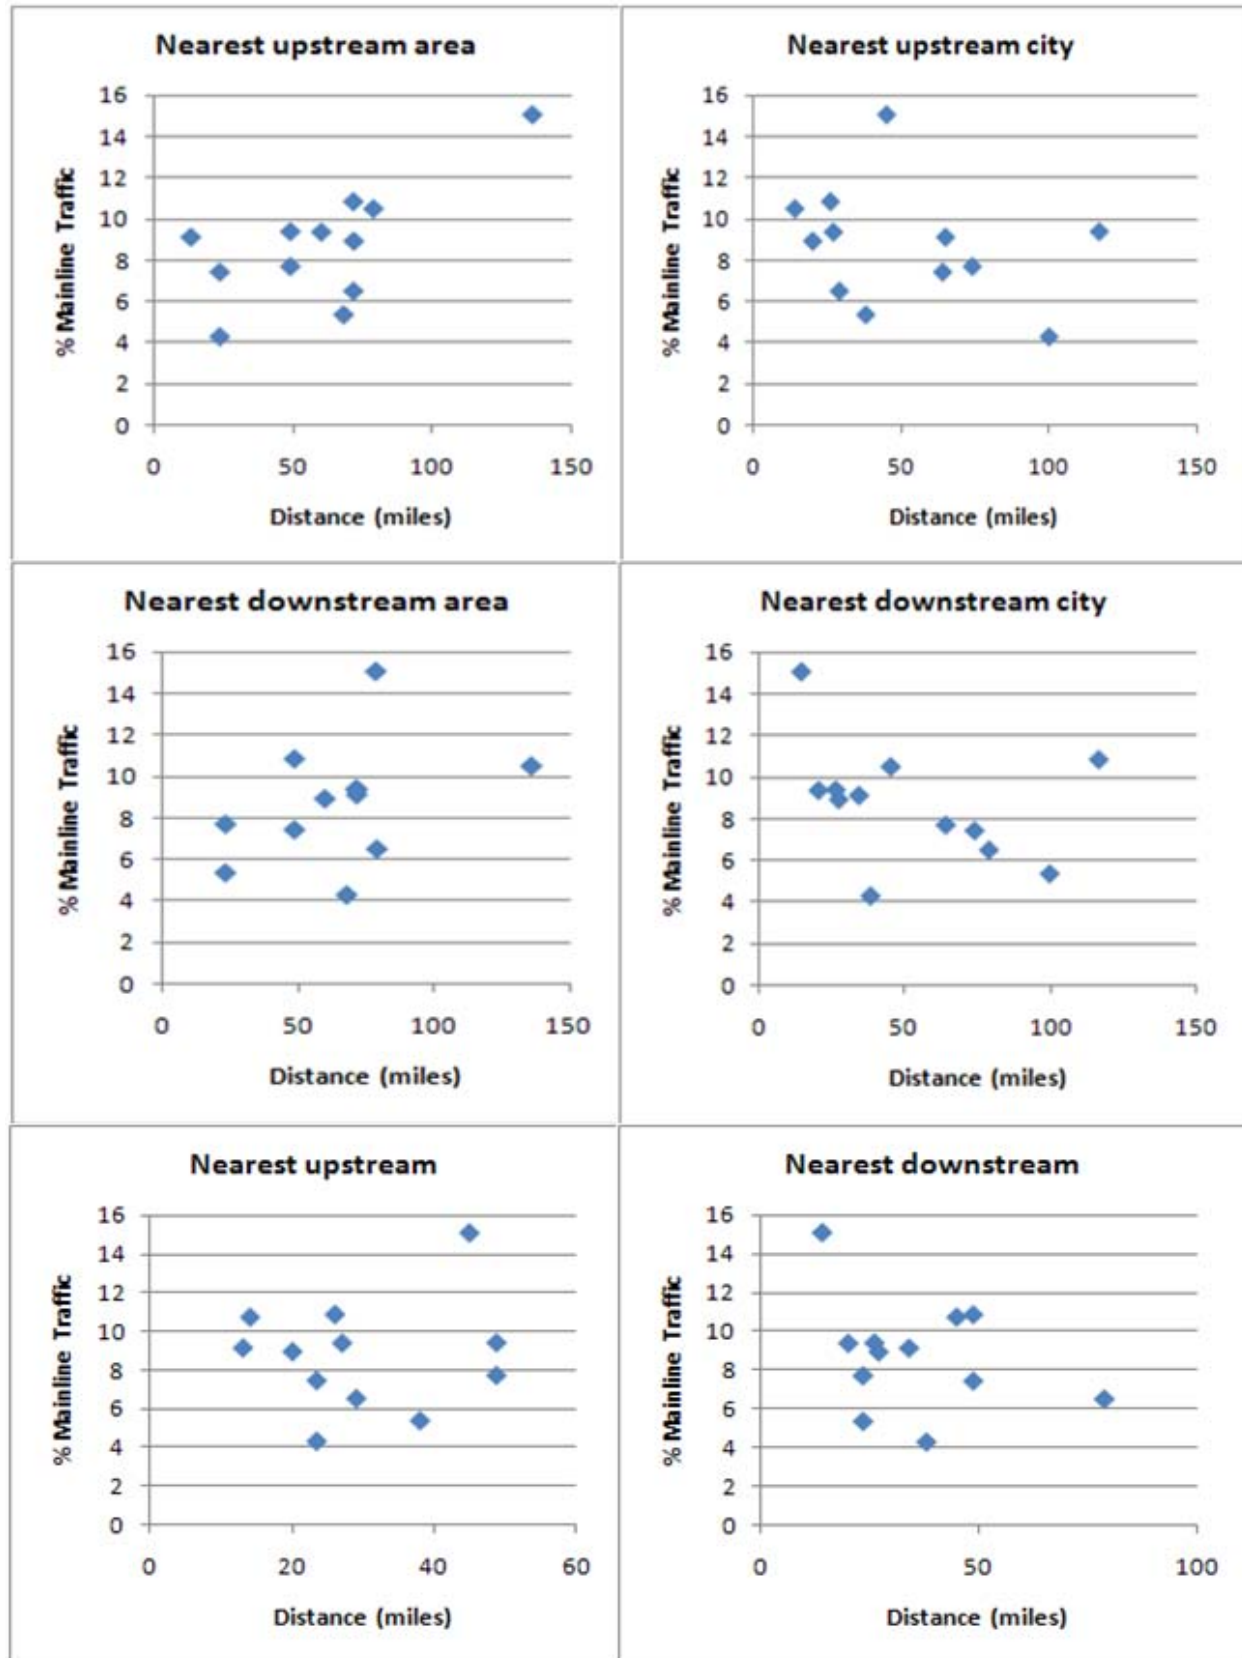 Nearest upstream area
16
14
12
10
8
6
4
2
0
% Mainline Traffic
0 50 100 150
Distance (miles)
Nearest upstream city
16
14
12
10
8
6
4
2
0
% Mainline Traffic
0 50 100 150
Distance (miles)
Nearest downstream area
16
14
12
10
8
6
4
2
0
% Mainline Traffic
0 50 100 150
Distance (miles)
Nearest downstream city
16
14
12
10
8
6
4
2
0
% Mainline Traffic
0 50 100 150
Distance (miles)
Nearest upstream
16
14
12
10
8
6
4
2
0
% Mainline Traffic
0 20 40 60
Distance (miles)
Nearest downstream
16
14
12
10
8
6
4
2
0
% Mainline Traffic
0 50 100
Distance (miles)